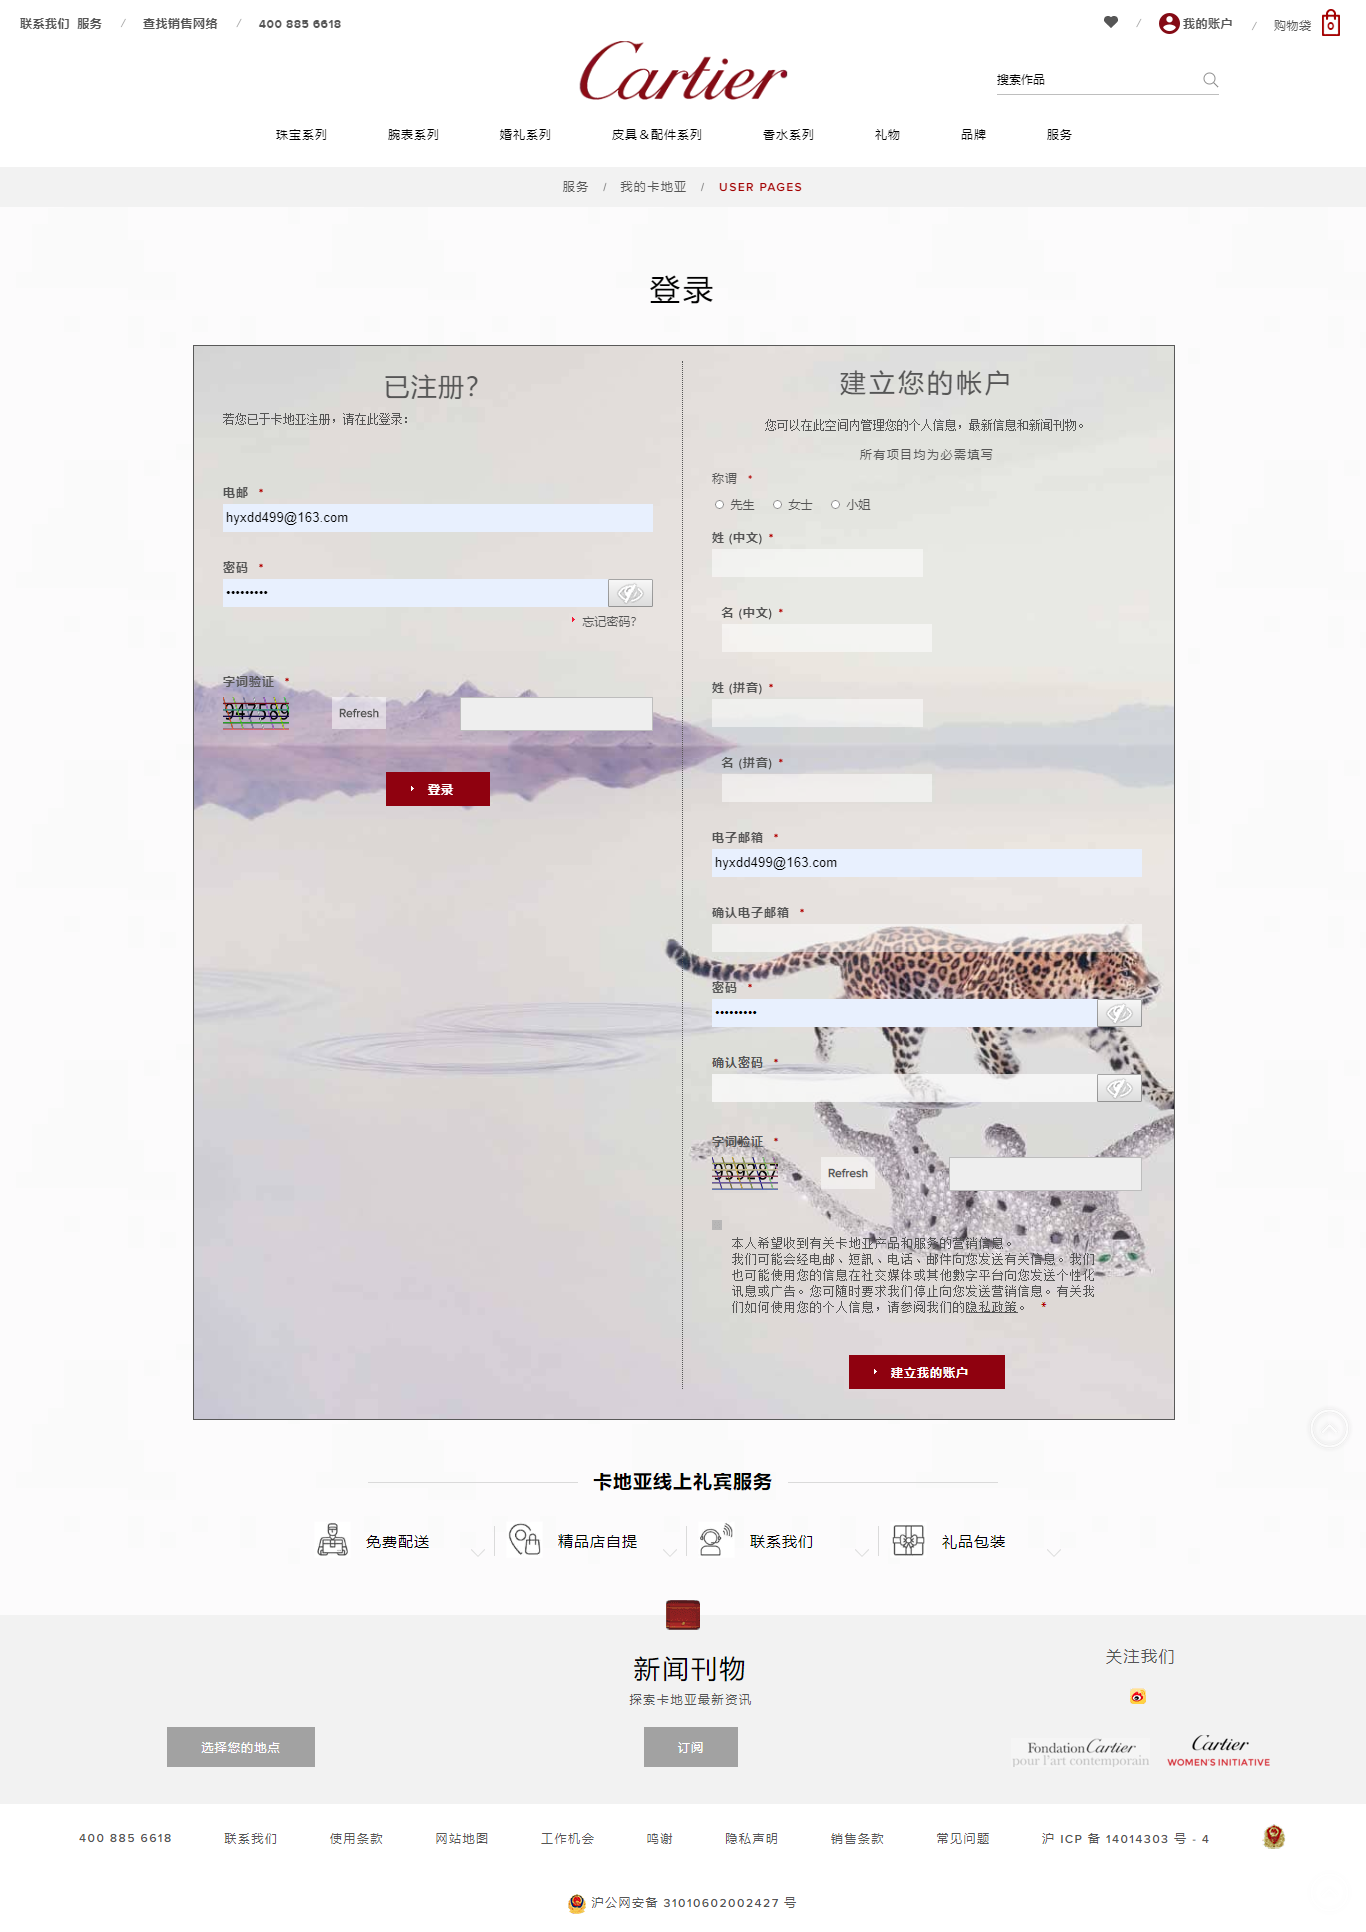 联系我们 服务 / 查找销售网络 / 400 885 6618
/ 我的账户 / 购物袋 0
Cartier
搜索作品
珠宝系列 腕表系列 婚礼系列 皮具&配件系列 香水系列 礼物 品牌 服务
服务 / 我的卡地亚 / USER PAGES
登录
已注册？
若您已于卡地亚注册，请在此登录：
电邮 *
hyxdd499@163.com
密码 *
•••••••••
忘记密码？
字词验证 *
947589
Refresh
登录
建立您的帐户
您可以在此空间内管理您的个人信息，最新信息和新闻刊物。
所有项目均为必需填写
称谓 *
先生 女士 小姐
姓 (中文) *
名 (中文) *
姓 (拼音) *
名 (拼音) *
电子邮箱 *
hyxdd499@163.com
确认电子邮箱 *
密码 *
•••••••••
确认密码 *
字词验证 *
939287
Refresh
本人希望收到有关卡地亚产品和服务的营销信息。
我们可能会经电邮、短訊、电话、邮件向您发送有关信息。我们
也可能使用您的信息在社交媒体或其他數字平台向您发送个性化
讯息或广告。您可随时要求我们停止向您发送营销信息。有关我
们如何使用您的个人信息，请参阅我们的隐私政策。 *
建立我的账户
卡地亚线上礼宾服务
免费配送 精品店自提 联系我们 礼品包装
新闻刊物
探索卡地亚最新资讯
关注我们
选择您的地点
订阅
Fondation Cartier
pour l'art contemporain
Cartier
WOMEN'S INITIATIVE
400 885 6618 联系我们 使用条款 网站地图 工作机会 鸣谢 隐私声明 销售条款 常见问题 沪 ICP 备 14014303 号 - 4
沪公网安备 31010602002427 号